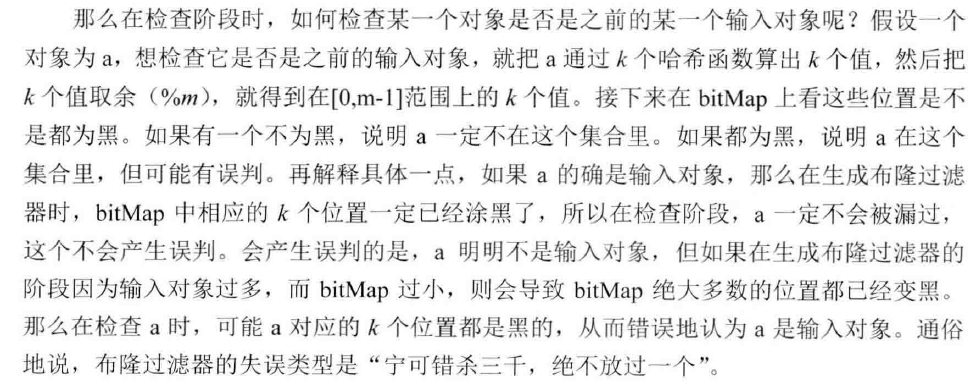 那么在检查阶段时，如何检查某一个对象是否是之前的某一个输入对象呢？假设一个
对象为 a，想检查它是否是之前的输入对象，就把 a 通过 k 个哈希函数算出 k 个值，然后把
k 个值取余（%m），就得到在[0,m-1]范围上的 k 个值。接下来在 bitMap 上看这些位置是不
是都为黑。如果有一个不为黑，说明 a 一定不在这个集合里。如果都为黑，说明 a 在这个
集合里，但可能有误判。再解释具体一点，如果 a 的确是输入对象，那么在生成布隆过滤
器时，bitMap 中相应的 k 个位置一定已经涂黑了，所以在检查阶段，a 一定不会被漏过，
这个不会产生误判。会产生误判的是，a 明明不是输入对象，但如果在生成布隆过滤器的
阶段因为输入对象过多，而 bitMap 过小，则会导致 bitMap 绝大多数的位置都已经变黑。
那么在检查 a 时，可能 a 对应的 k 个位置都是黑的，从而错误地认为 a 是输入对象。通俗
地说，布隆过滤器的失误类型是“宁可错杀三千，绝不放过一个”。